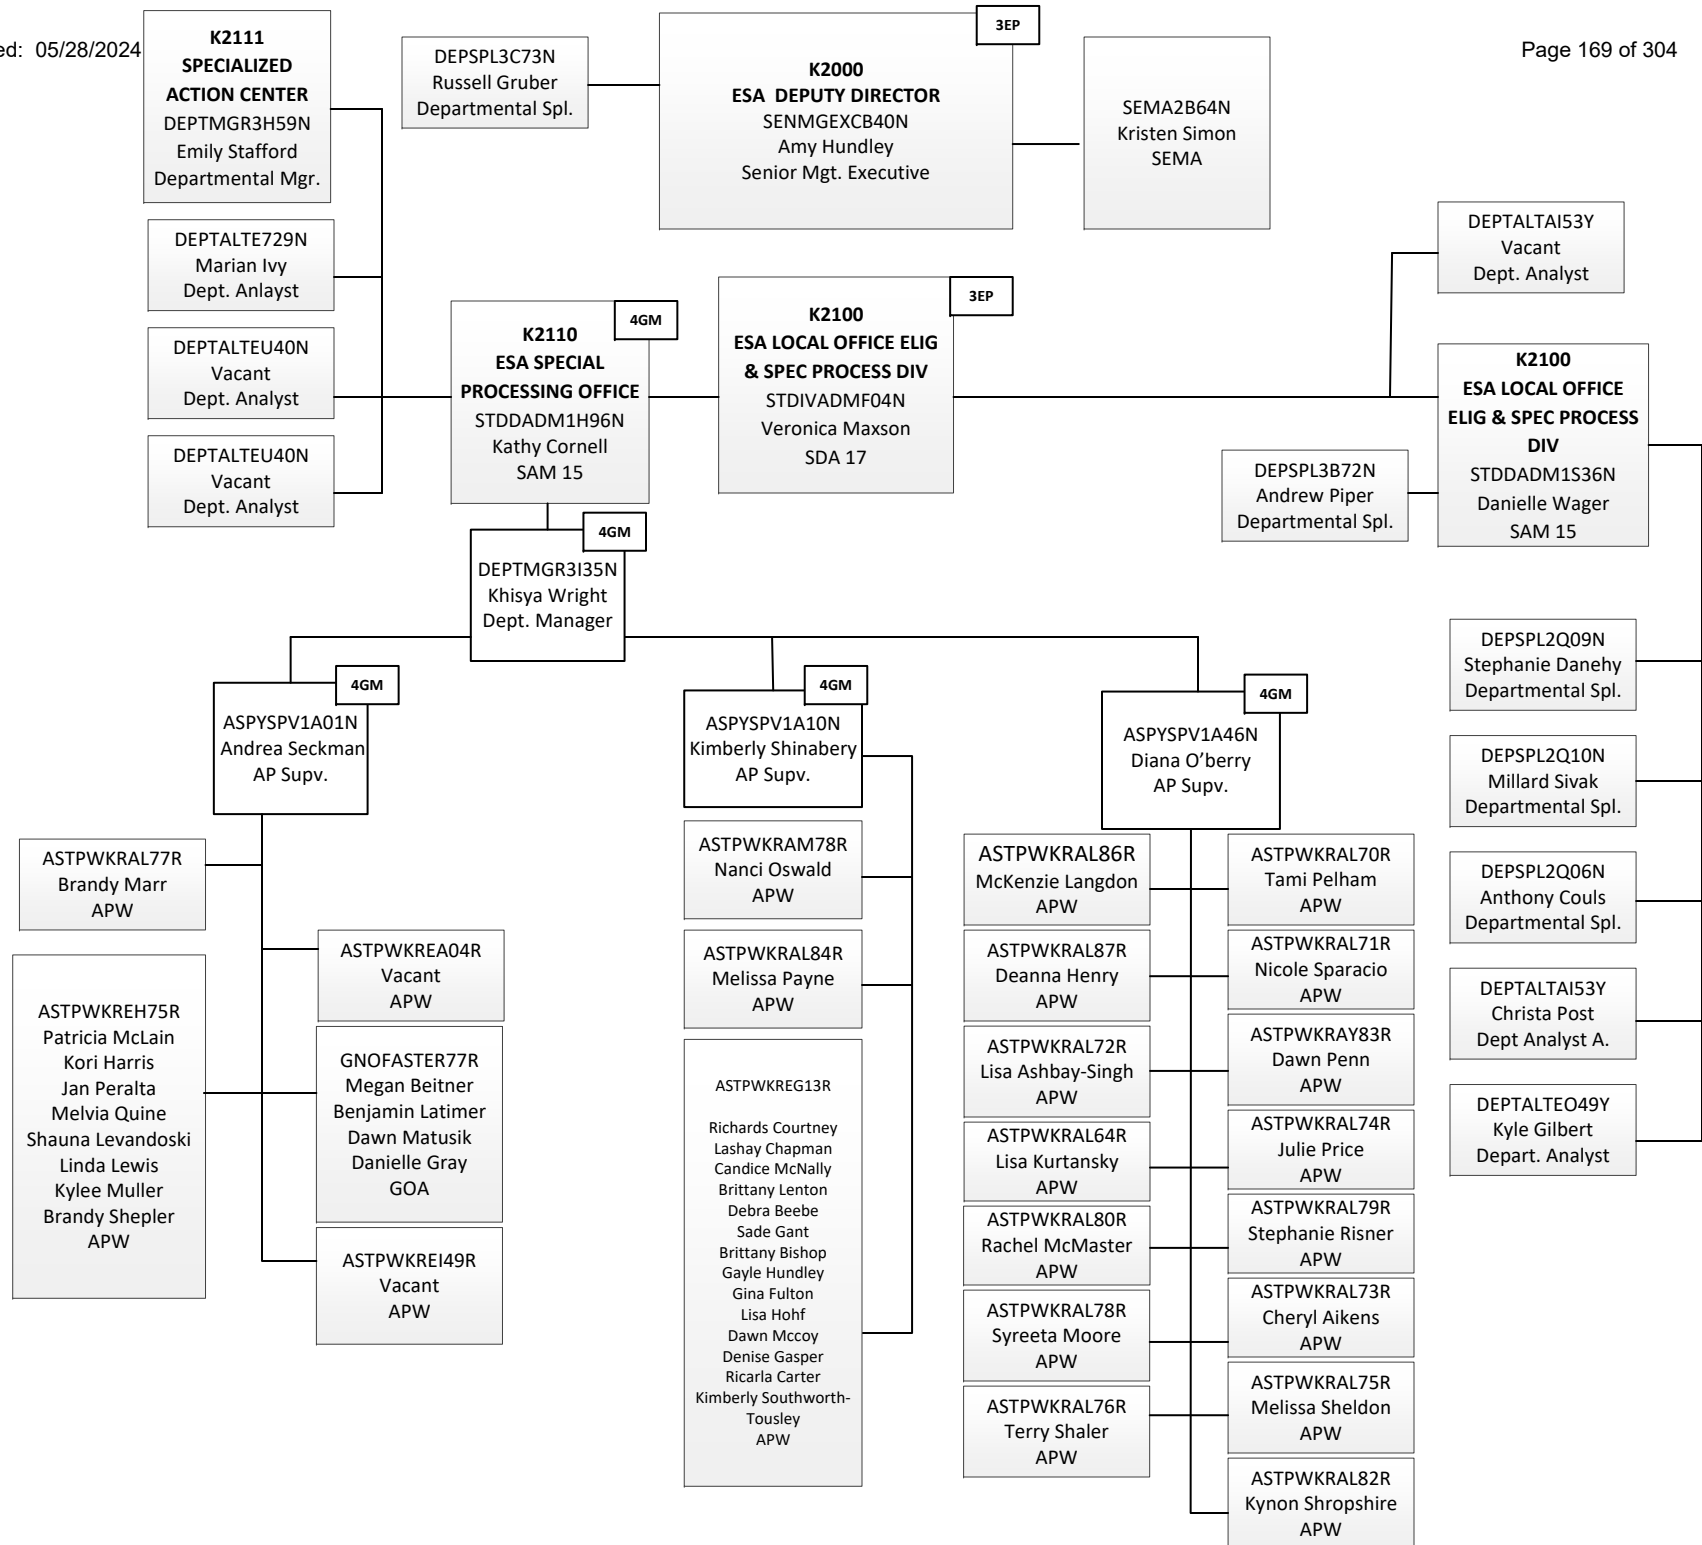 ed: 05/28/2024
Page 169 of 304
K2111
SPECIALIZED
ACTION CENTER
DEPTMGR3H59N
Emily Stafford
Departmental Mgr.
DEPSPL3C73N
Russell Gruber
Departmental Spl.
3EP
K2000
ESA DEPUTY DIRECTOR
SENMGEXCB40N
Amy Hundley
Senior Mgt. Executive
SEMA2B64N
Kristen Simon
SEMA
DEPTALTE729N
Marian Ivy
Dept. Anlayst
DEPTALTEU40N
Vacant
Dept. Analyst
DEPTALTEU40N
Vacant
Dept. Analyst
4GM
K2110
ESA SPECIAL
PROCESSING OFFICE
STDDADM1H96N
Kathy Cornell
SAM 15
3EP
K2100
ESA LOCAL OFFICE ELIG
& SPEC PROCESS DIV
STDIVADMF04N
Veronica Maxson
SDA 17
DEPTALTAI53Y
Vacant
Dept. Analyst
K2100
ESA LOCAL OFFICE
ELIG & SPEC PROCESS
DIV
STDDADM1S36N
Danielle Wager
SAM 15
DEPSPL3B72N
Andrew Piper
Departmental Spl.
4GM
DEPTMGR3I35N
Khisya Wright
Dept. Manager
4GM
ASPYSPV1A01N
Andrea Seckman
AP Supv.
4GM
ASPYSPV1A10N
Kimberly Shinabery
AP Supv.
4GM
ASPYSPV1A46N
Diana O’berry
AP Supv.
DEPSPL2Q09N
Stephanie Danehy
Departmental Spl.
DEPSPL2Q10N
Millard Sivak
Departmental Spl.
DEPSPL2Q06N
Anthony Couls
Departmental Spl.
DEPTALTAI53Y
Christa Post
Dept Analyst A.
DEPTALTEO49Y
Kyle Gilbert
Depart. Analyst
ASTPWKRAL77R
Brandy Marr
APW
ASTPWKREH75R
Patricia McLain
Kori Harris
Jan Peralta
Melvia Quine
Shauna Levandoski
Linda Lewis
Kylee Muller
Brandy Shepler
APW
ASTPWKREA04R
Vacant
APW
GNOFASTER77R
Megan Beitner
Benjamin Latimer
Dawn Matusik
Danielle Gray
GOA
ASTPWKREI49R
Vacant
APW
ASTPWKRAM78R
Nanci Oswald
APW
ASTPWKRAL84R
Melissa Payne
APW
ASTPWKREG13R
Richards Courtney
Lashay Chapman
Candice McNally
Brittany Lenton
Debra Beebe
Sade Gant
Brittany Bishop
Gayle Hundley
Gina Fulton
Lisa Hohf
Dawn Mccoy
Denise Gasper
Ricarla Carter
Kimberly Southworth-
Tousley
APW
ASTPWKRAL86R
McKenzie Langdon
APW
ASTPWKRAL87R
Deanna Henry
APW
ASTPWKRAL72R
Lisa Ashbay-Singh
APW
ASTPWKRAL64R
Lisa Kurtansky
APW
ASTPWKRAL80R
Rachel McMaster
APW
ASTPWKRAL78R
Syreeta Moore
APW
ASTPWKRAL76R
Terry Shaler
APW
ASTPWKRAL70R
Tami Pelham
APW
ASTPWKRAL71R
Nicole Sparacio
APW
ASTPWKRAY83R
Dawn Penn
APW
ASTPWKRAL74R
Julie Price
APW
ASTPWKRAL79R
Stephanie Risner
APW
ASTPWKRAL73R
Cheryl Aikens
APW
ASTPWKRAL75R
Melissa Sheldon
APW
ASTPWKRAL82R
Kynon Shropshire
APW